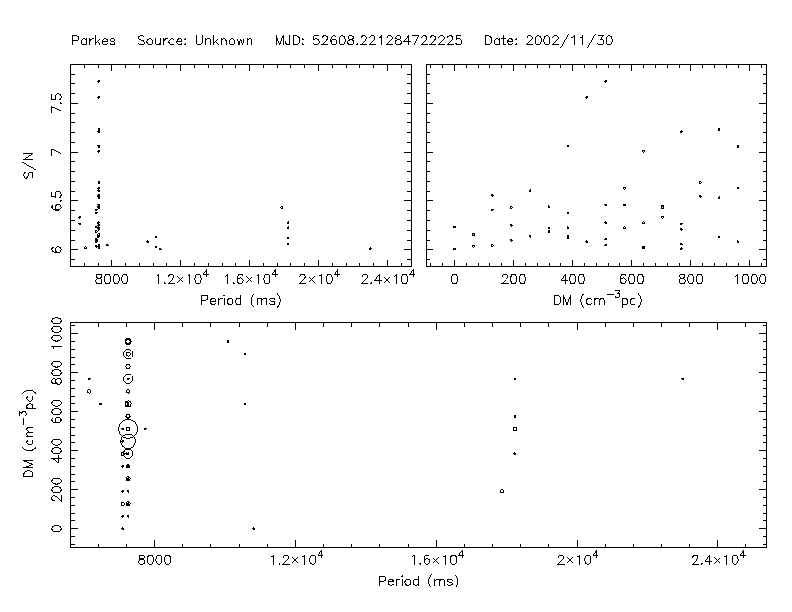 Parkes Source: Unknown MJD: 52608.221284722225 Date: 2002/11/30
S/N
6 6.5 7 7.5
8000 1.2×10⁴ 1.6×10⁴ 2×10⁴ 2.4×10⁴
Period (ms)
0 200 400 600 800 1000
DM (cm⁻³pc)
DM (cm⁻³pc)
0 200 400 600 800 1000
8000 1.2×10⁴ 1.6×10⁴ 2×10⁴ 2.4×10⁴
Period (ms)